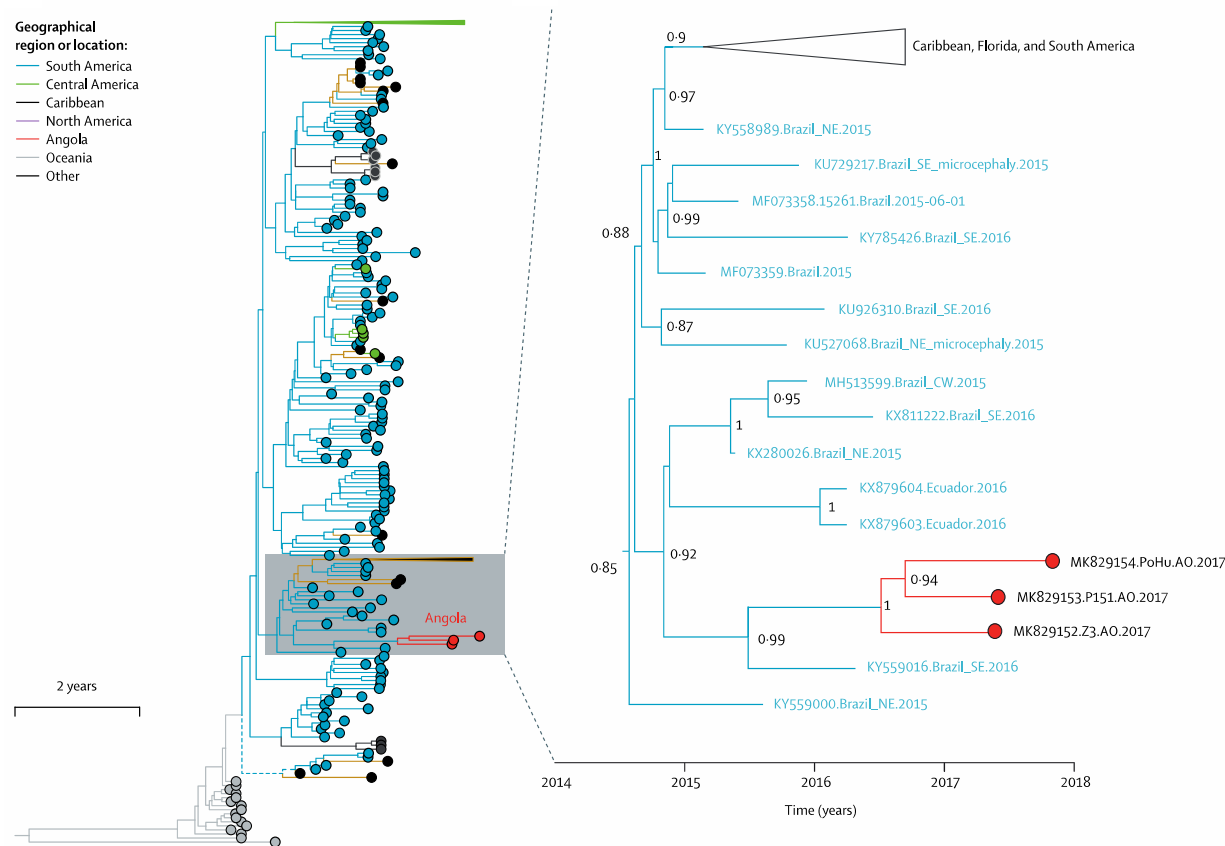 Geographical
region or location:
South America
Central America
Caribbean
North America
Angola
Oceania
Other
Angola
2 years
0·9
Caribbean, Florida, and South America
0·97
KY558989.Brazil_NE.2015
1
KU729217.Brazil_SE_microcephaly.2015
MF073358.15261.Brazil.2015-06-01
0·99
0·88
KY785426.Brazil_SE.2016
MF073359.Brazil.2015
KU926310.Brazil_SE.2016
0·87
KU527068.Brazil_NE_microcephaly.2015
MH513599.Brazil_CW.2015
0·95
KX811222.Brazil_SE.2016
1
KX280026.Brazil_NE.2015
KX879604.Ecuador.2016
1
KX879603.Ecuador.2016
0·92
0·85
MK829154.PoHu.AO.2017
0·94
MK829153.P151.AO.2017
1
MK829152.Z3.AO.2017
0·99
KY559016.Brazil_SE.2016
KY559000.Brazil_NE.2015
2014 2015 2016 2017 2018
Time (years)